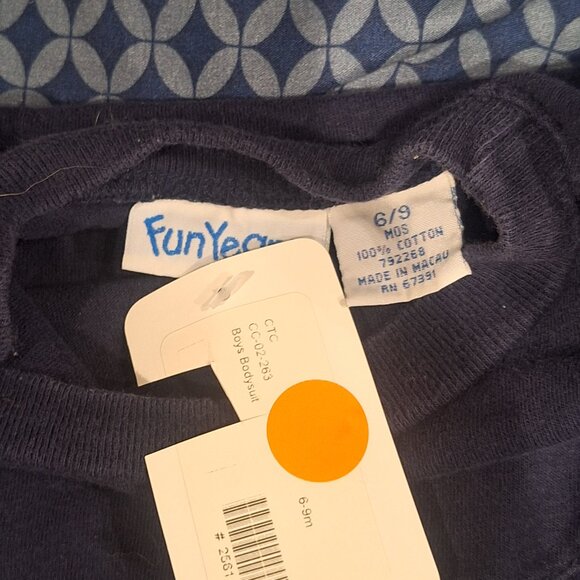 FunYea
6/9
MOS
100% COTTON
792268
MADE IN MACAU
RN 67391
CTC
CC-02-263
Boys Bodysuit
6-9m
# 2561